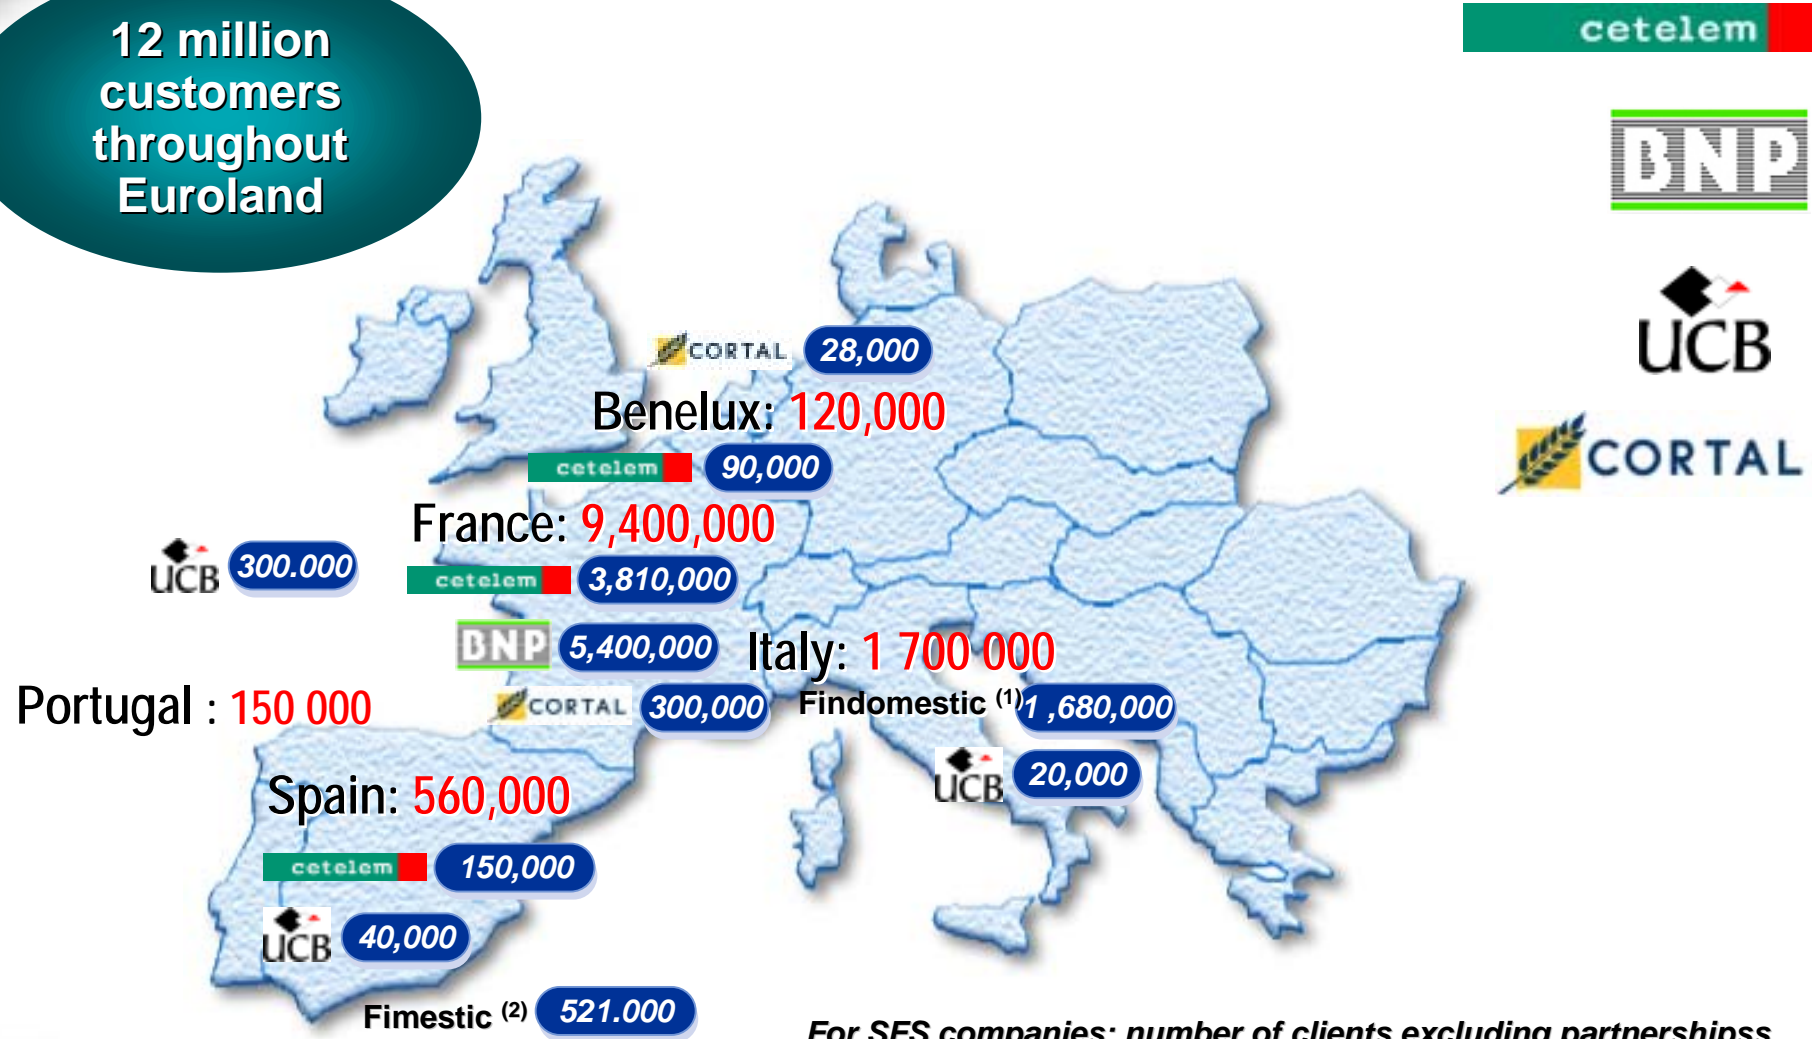 12 million
customers
throughout
Euroland
cetelem
BNP
UCB
CORTAL
CORTAL 28,000
Benelux: 120,000
cetelem 90,000
France: 9,400,000
UCB 300.000
cetelem 3,810,000
BNP 5,400,000
Italy: 1 700 000
Portugal : 150 000
CORTAL 300,000
Findomestic (1) 1 ,680,000
UCB 20,000
Spain: 560,000
cetelem 150,000
UCB 40,000
Fimestic (2) 521.000
For SFS companies: number of clients excluding partnershipss